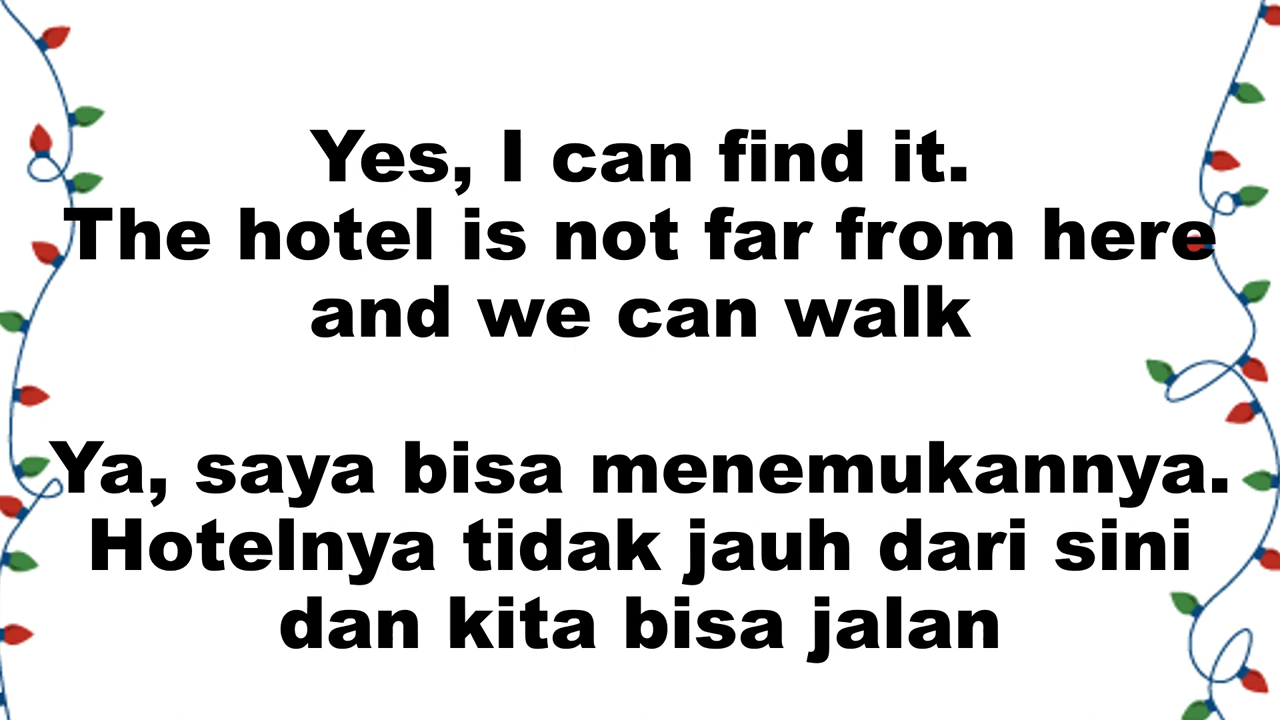 Yes, I can find it.
The hotel is not far from here
and we can walk
Ya, saya bisa menemukannya.
Hotelnya tidak jauh dari sini
dan kita bisa jalan